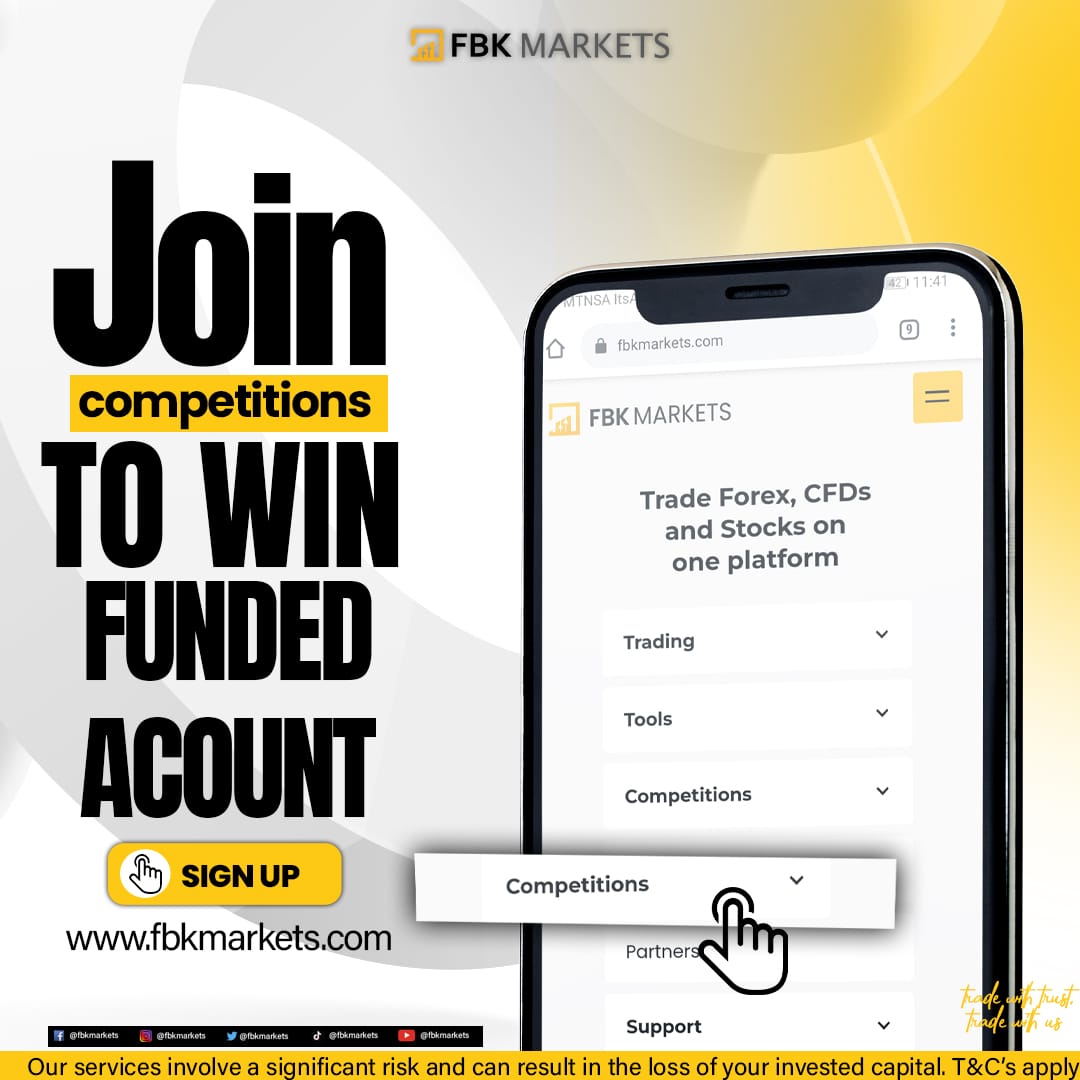 FBK MARKETS
Join
competitions
TO WIN
FUNDED
ACOUNT
SIGN UP
www.fbkmarkets.com
MTNSA ItsA
42 11:41
fbkmarkets.com
9
FBK MARKETS
Trade Forex, CFDs
and Stocks on
one platform
Trading
Tools
Competitions
Competitions
Partners
Support
trade with trust,
trade with us
@fbkmarkets @fbkmarkets @fbkmarkets @fbkmarkets @fbkmarkets
Our services involve a significant risk and can result in the loss of your invested capital. T&C's apply